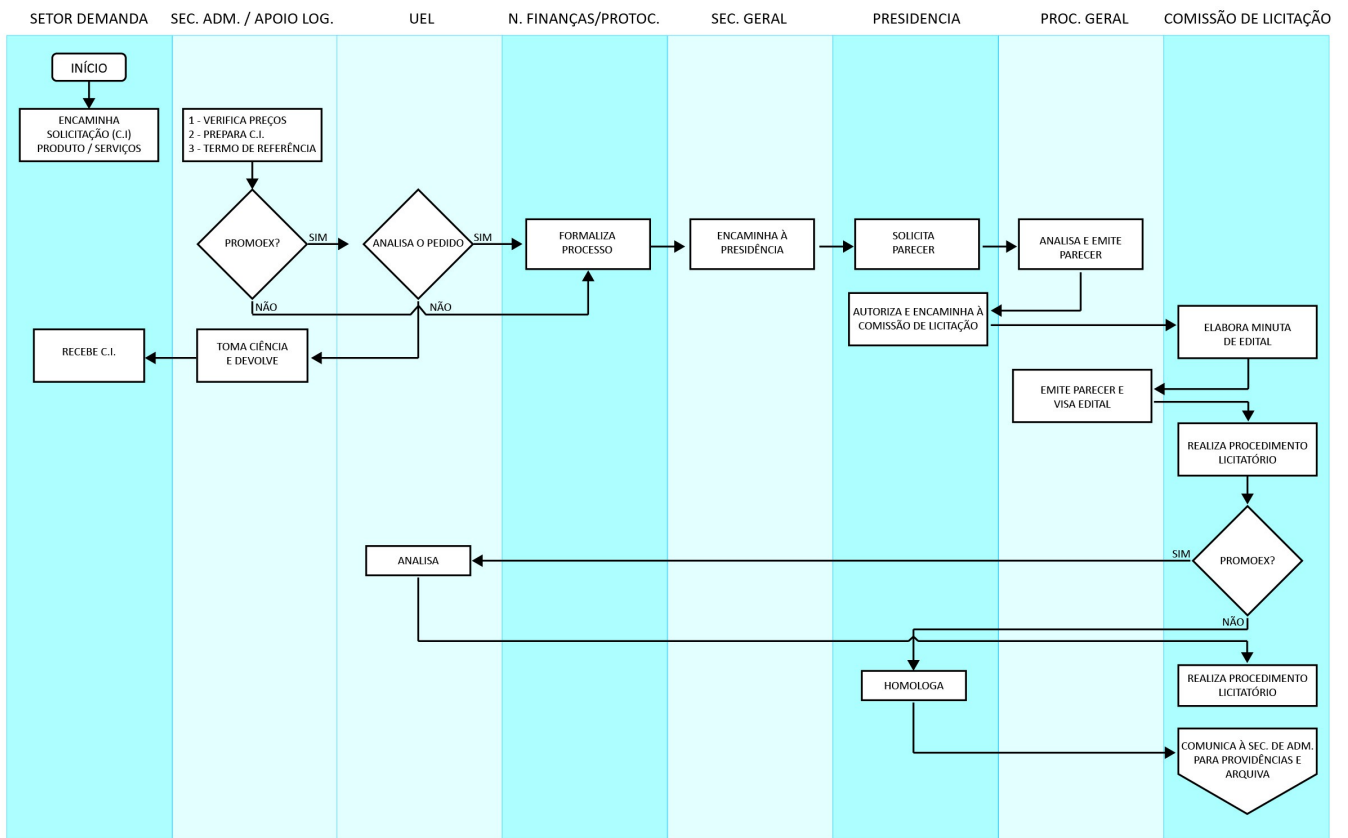 SETOR DEMANDA
SEC. ADM. / APOIO LOG.
UEL
N. FINANÇAS/PROTOC.
SEC. GERAL
PRESIDENCIA
PROC. GERAL
COMISSÃO DE LICITAÇÃO
INÍCIO
ENCAMINHA
SOLICITAÇÃO (C.I)
PRODUTO / SERVIÇOS
1 - VERIFICA PREÇOS
2 - PREPARA C.I.
3 - TERMO DE REFERÊNCIA
PROMOEX?
SIM
NÃO
ANALISA O PEDIDO
SIM
NÃO
FORMALIZA
PROCESSO
ENCAMINHA À
PRESIDÊNCIA
SOLICITA
PARECER
ANALISA E EMITE
PARECER
AUTORIZA E ENCAMINHA À
COMISSÃO DE LICITAÇÃO
ELABORA MINUTA
DE EDITAL
RECEBE C.I.
TOMA CIÊNCIA
E DEVOLVE
EMITE PARECER E
VISA EDITAL
REALIZA PROCEDIMENTO
LICITATÓRIO
PROMOEX?
SIM
NÃO
ANALISA
HOMOLOGA
REALIZA PROCEDIMENTO
LICITATÓRIO
COMUNICA À SEC. DE ADM.
PARA PROVIDÊNCIAS E
ARQUIVA